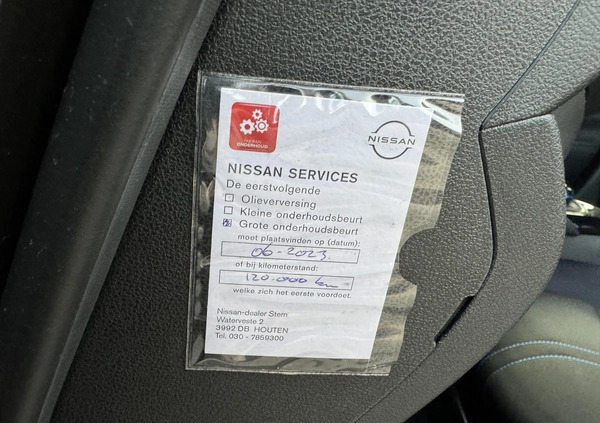 NISSAN
ONDERHOUD
NISSAN
NISSAN SERVICES
De eerstvolgende
Olieverversing
Kleine onderhoudsbeurt
Grote onderhoudsbeurt
moet plaatsvinden op (datum):
06-2023
of bij kilometerstand:
120.000 km
welke zich het eerste voordoet.
Nissan-dealer Stern
Waterveste 2
3992 DB HOUTEN
Tel. 030 - 7859300